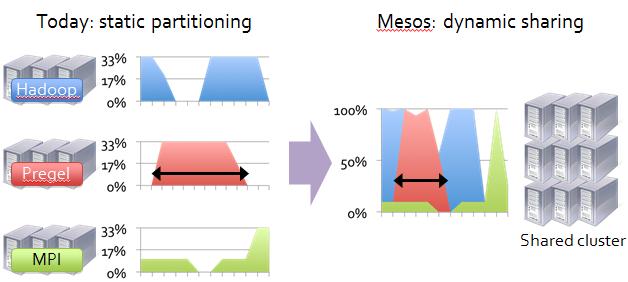 Today: static partitioning
Mesos: dynamic sharing
Hadoop
33%
17%
0%
Pregel
33%
17%
0%
MPI
33%
17%
0%
100%
50%
0%
Shared cluster